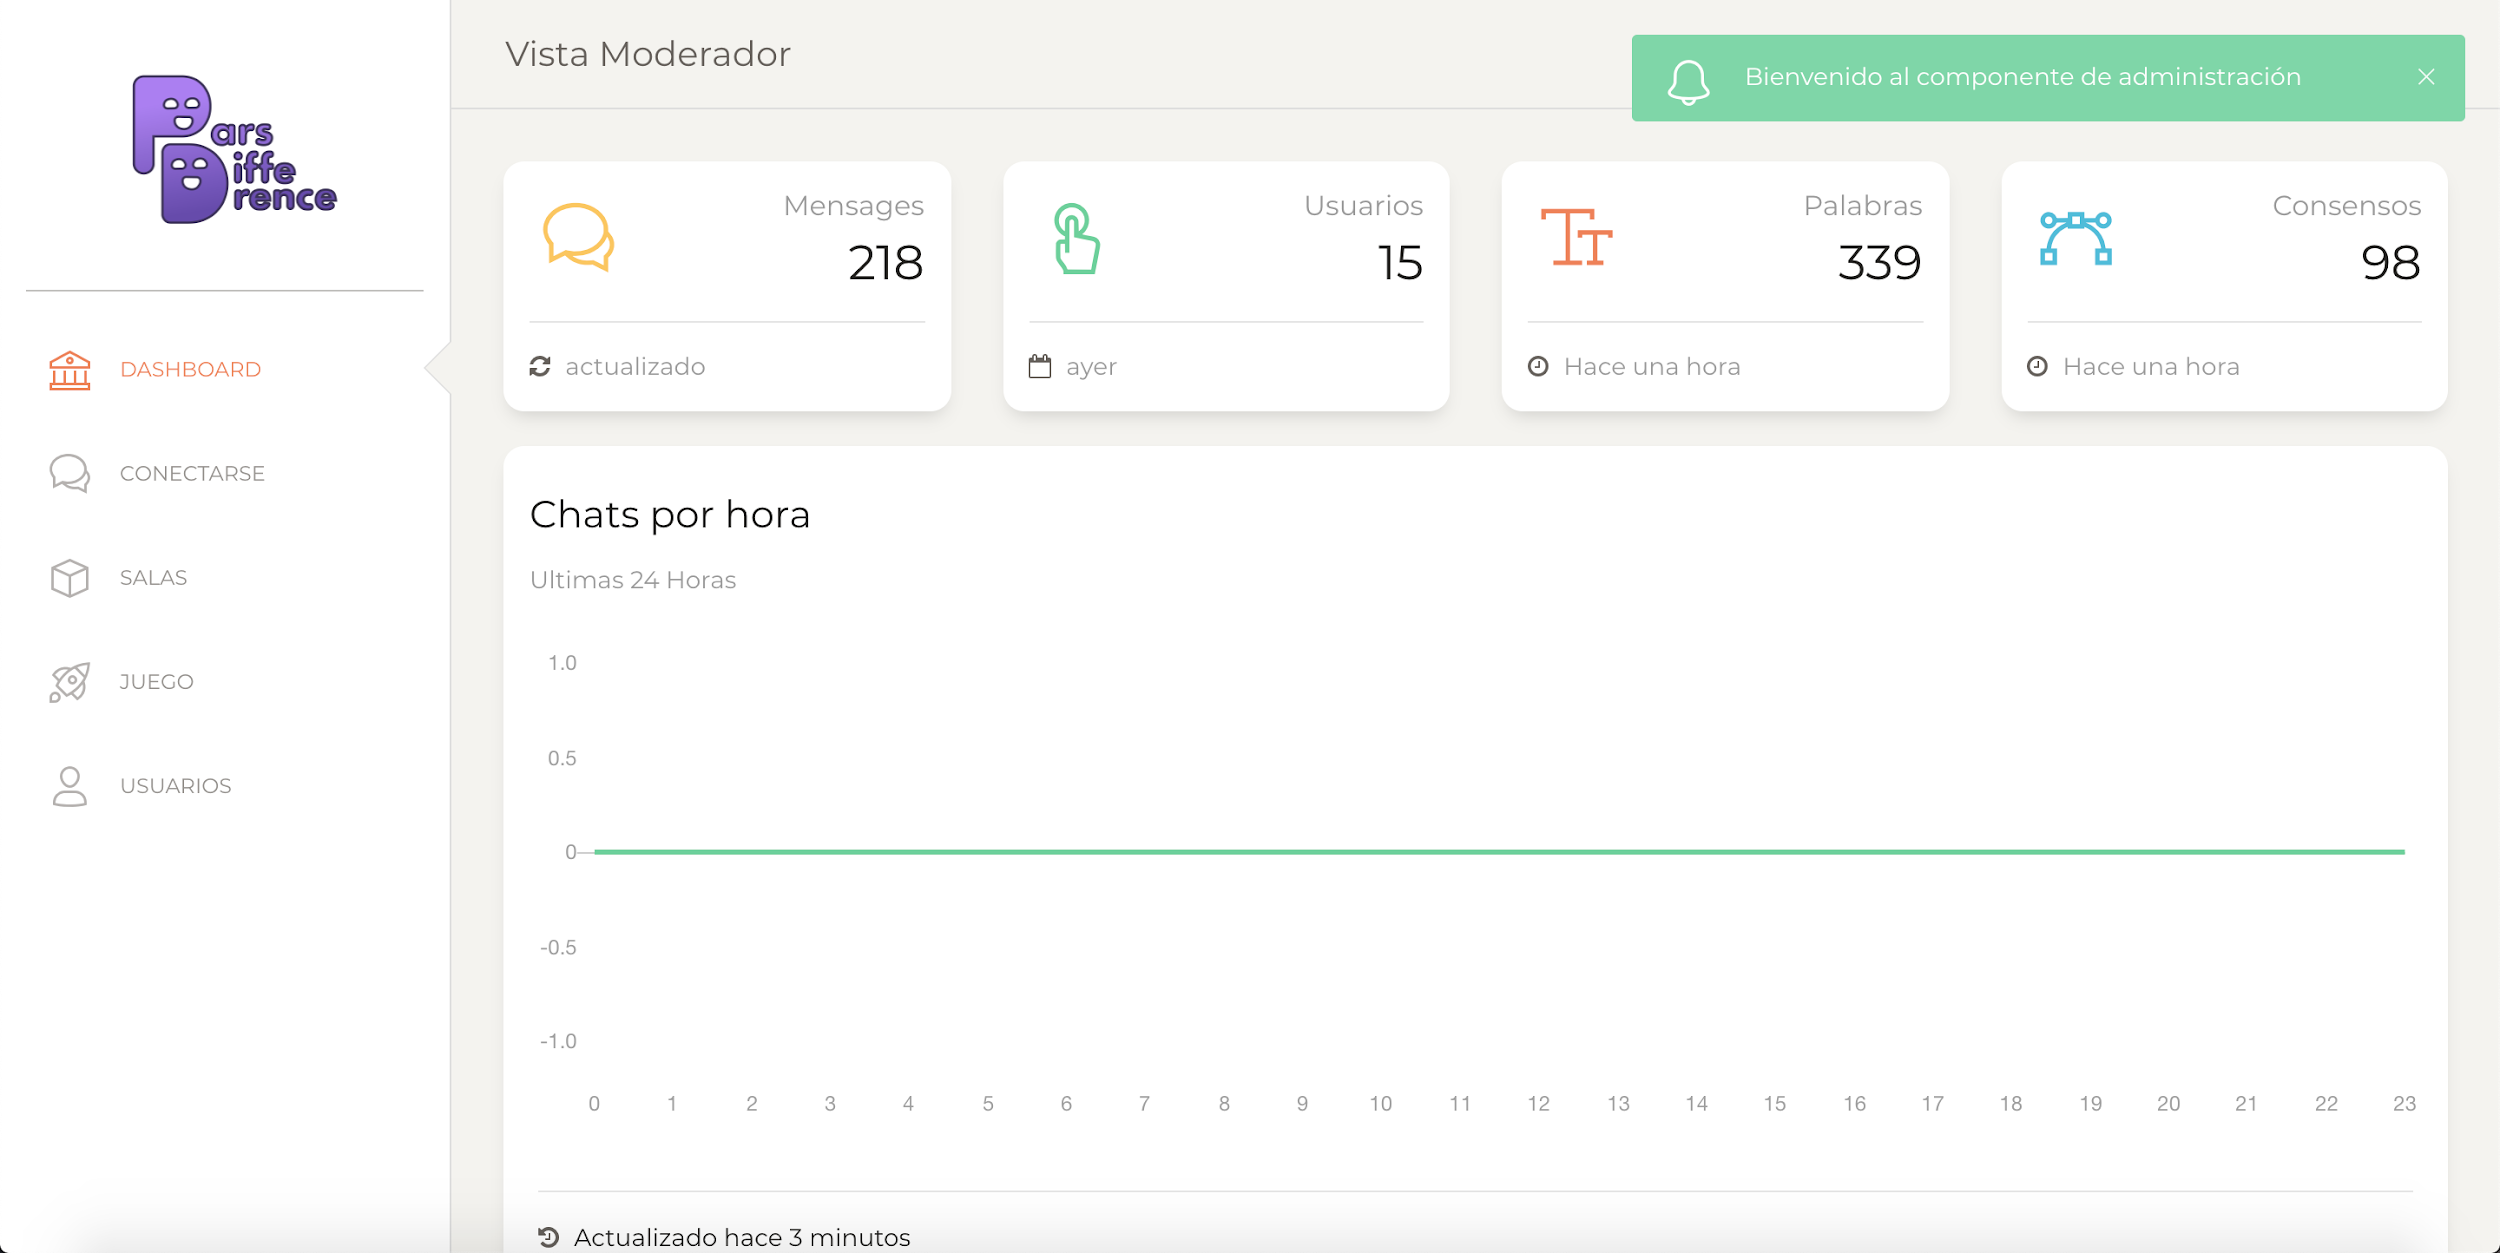 Pars
Diffe
rence
DASHBOARD
CONECTARSE
SALAS
JUEGO
USUARIOS
Vista Moderador
Bienvenido al componente de administración
Mensages
218
actualizado
Usuarios
15
ayer
Palabras
339
Hace una hora
Consensos
98
Hace una hora
Chats por hora
Ultimas 24 Horas
1.0
0.5
0
-0.5
-1.0
0 1 2 3 4 5 6 7 8 9 10 11 12 13 14 15 16 17 18 19 20 21 22 23
Actualizado hace 3 minutos